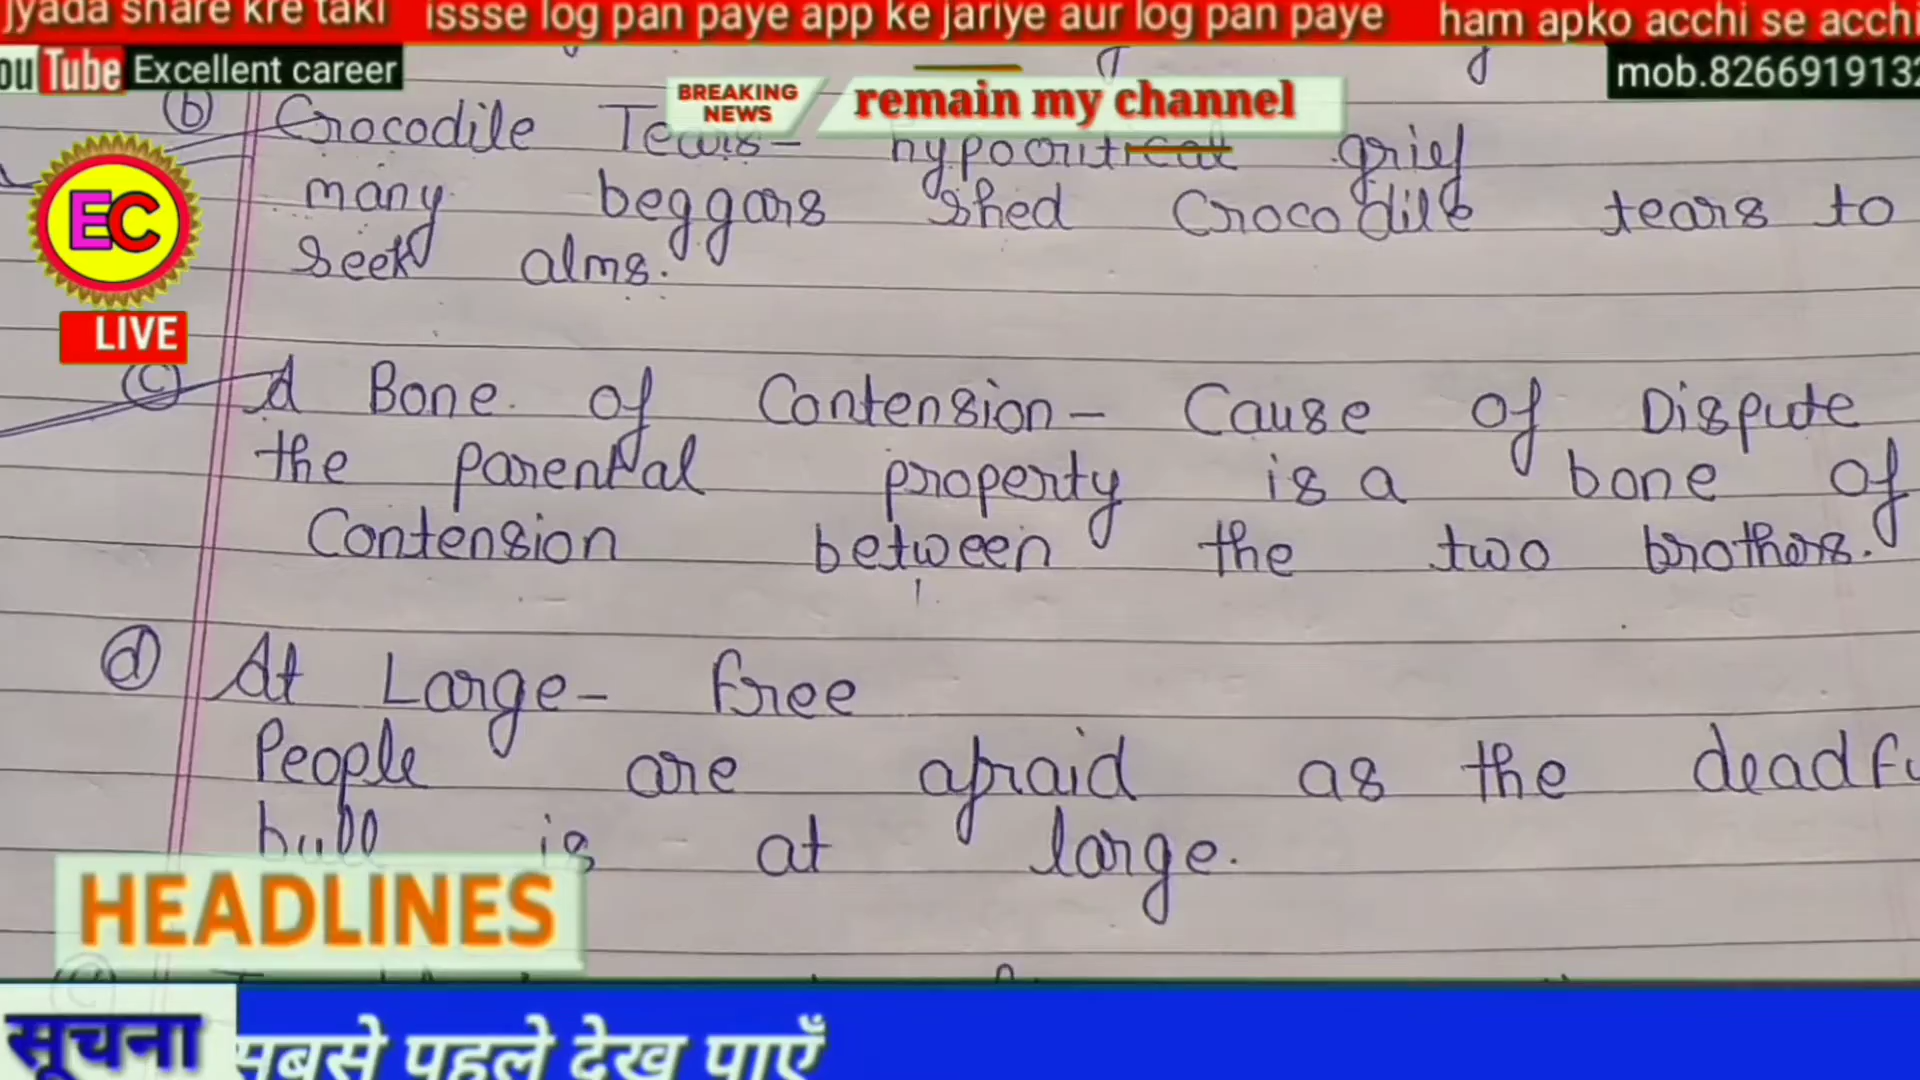 jyada share kre taki issse log pan paye app ke jariye aur log pan paye ham apko acchi se acchi
ouTube Excellent career
mob.826691913
BREAKING
NEWS
remain my channel
(b) Crocodile Tears- hypocritical grief
many beggars shed Crocodile tears to
seek alms.
EC
LIVE
(c) A Bone of Contension- Cause of Dispute
the parental property is a bone of
Contension between the two brothers.
(d) At Large- free
People are afraid as the deadfu
bull is at large.
HEADLINES
सूचना
सबसे पहले देख पाएँ